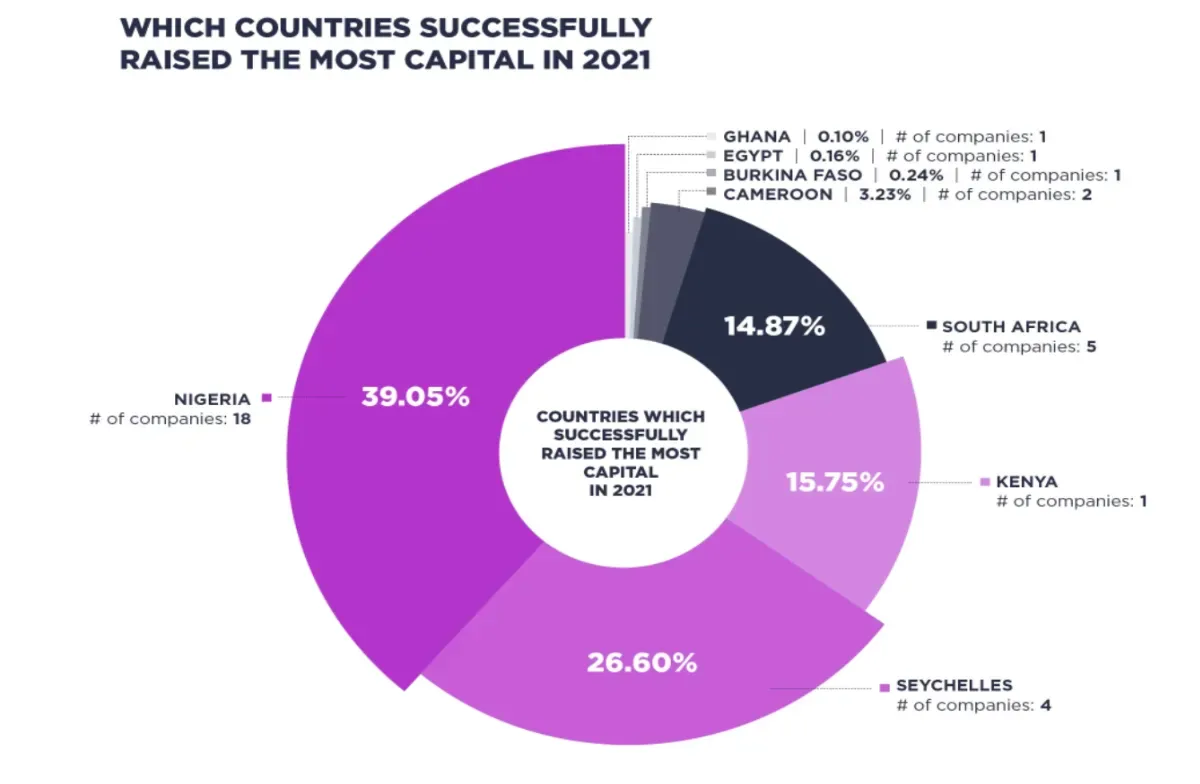 WHICH COUNTRIES SUCCESSFULLY
RAISED THE MOST CAPITAL IN 2021
GHANA | 0.10% | # of companies: 1
EGYPT | 0.16% | # of companies: 1
BURKINA FASO | 0.24% | # of companies: 1
CAMEROON | 3.23% | # of companies: 2
14.87%
SOUTH AFRICA
# of companies: 5
NIGERIA
# of companies: 18
39.05%
COUNTRIES WHICH
SUCCESSFULLY
RAISED THE MOST
CAPITAL
IN 2021
15.75%
KENYA
# of companies: 1
26.60%
SEYCHELLES
# of companies: 4